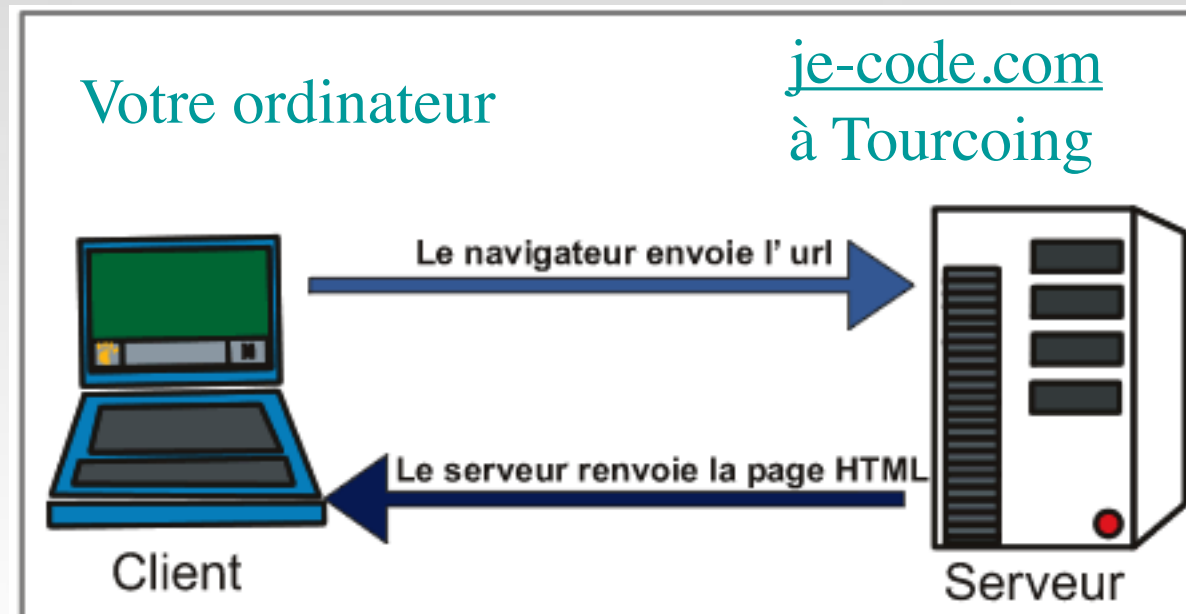 Votre ordinateur
je-code.com
à Tourcoing
Le navigateur envoie l' url
Le serveur renvoie la page HTML
Client
Serveur